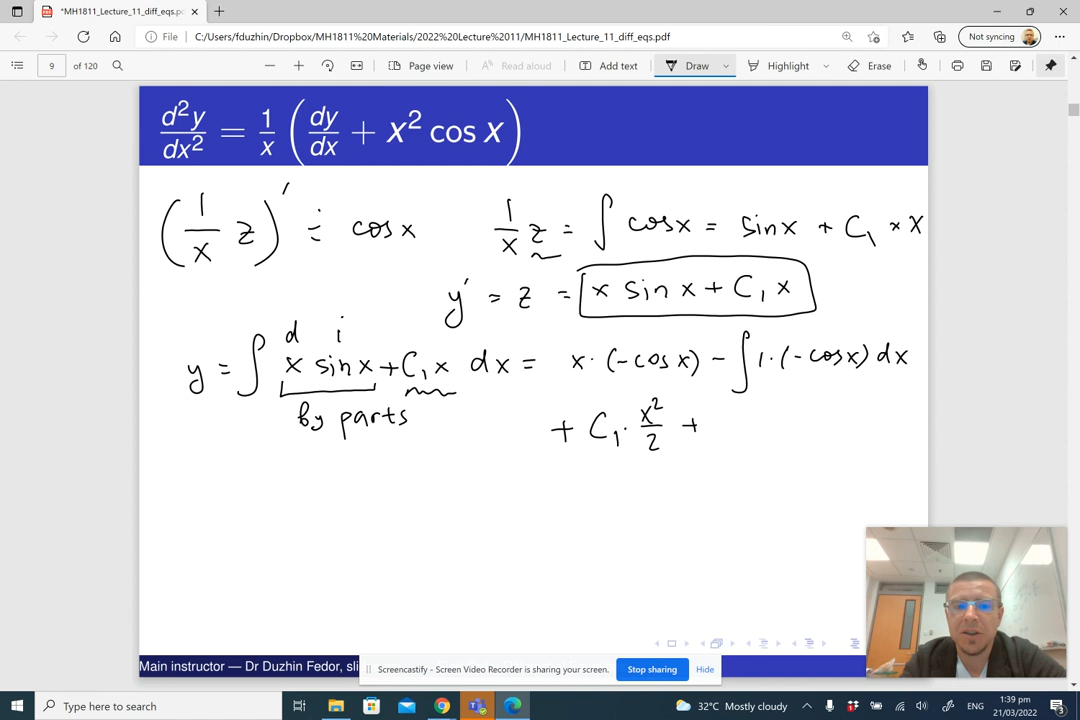 *MH1811_Lecture_11_diff_eqs.pd
File C:/Users/fduzhin/Dropbox/MH1811%20Materials/2022%20Lecture%2011/MH1811_Lecture_11_diff_eqs.pdf Not syncing
9 of 120 Page view Read aloud Add text Draw Highlight Erase
d²y/dx² = 1/x (dy/dx + x² cos x)
(1/x z)' = cos x 1/x z = ∫ cos x = sin x + C₁ × x
y' = z = x sin x + C₁ x
d i
y = ∫ x sin x + C₁ x dx = x · (-cos x) - ∫ 1 · (-cos x) dx
by parts + C₁ · x²/2 +
Main instructor — Dr Duzhin Fedor, sli
Screencastify - Screen Video Recorder is sharing your screen. Stop sharing Hide
Type here to search 32°C Mostly cloudy ENG 1:39 pm
21/03/2022 3